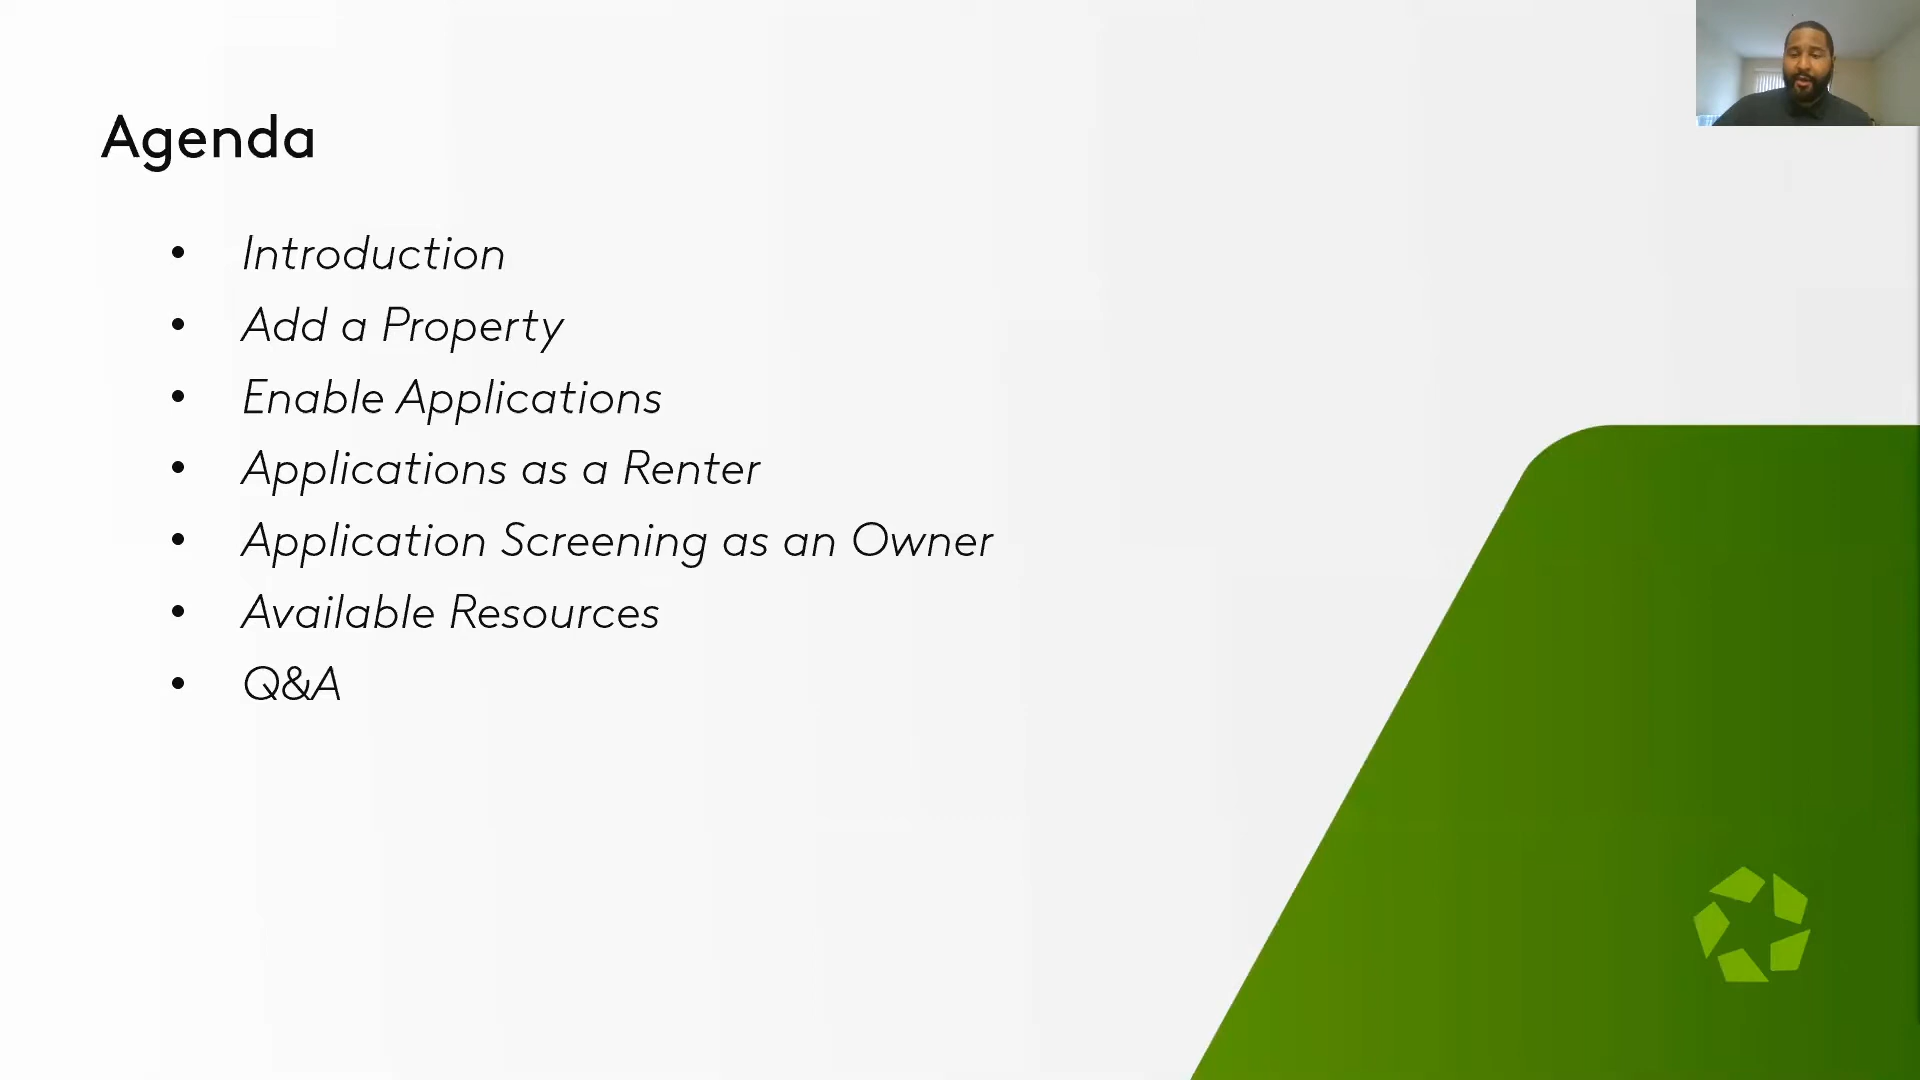 Agenda
• Introduction
• Add a Property
• Enable Applications
• Applications as a Renter
• Application Screening as an Owner
• Available Resources
• Q&A